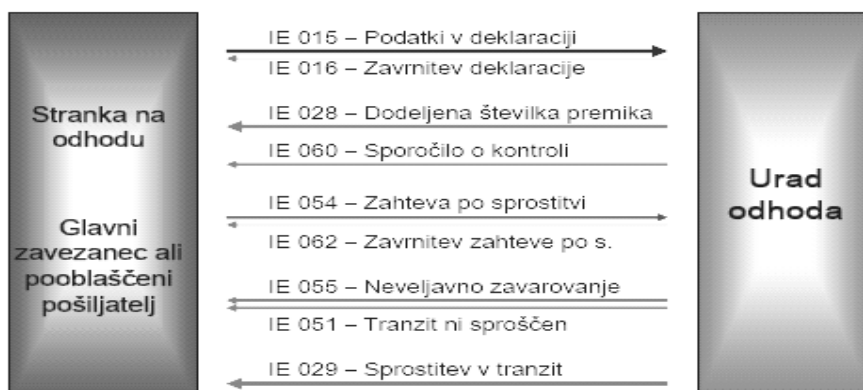 Stranka na
odhodu
Glavni
zavezanec ali
pooblaščeni
pošiljatelj
IE 015 – Podatki v deklaraciji
IE 016 – Zavrnitev deklaracije
IE 028 – Dodeljena številka premika
IE 060 – Sporočilo o kontroli
IE 054 – Zahteva po sprostitvi
IE 062 – Zavrnitev zahteve po s.
IE 055 – Neveljavno zavarovanje
IE 051 – Tranzit ni sproščen
IE 029 – Sprostitev v tranzit
Urad
odhoda